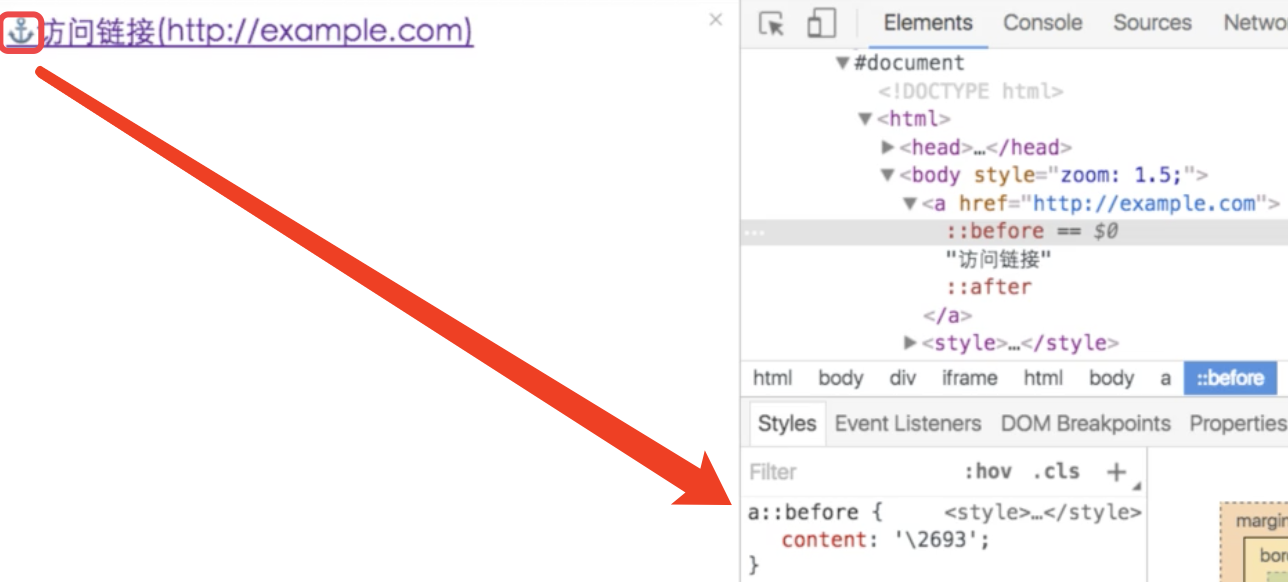 ⚓访问链接(http://example.com)
×
Elements Console Sources Netwo
▼#document
<!DOCTYPE html>
▼<html>
▶<head>…</head>
▼<body style="zoom: 1.5;">
▼<a href="http://example.com">
… ::before == $0
"访问链接"
::after
</a>
▶<style>…</style>
html body div iframe html body a ::before
Styles Event Listeners DOM Breakpoints Properties
Filter :hov .cls +
a::before { <style>…</style>
content: '\2693';
}
margin
bor